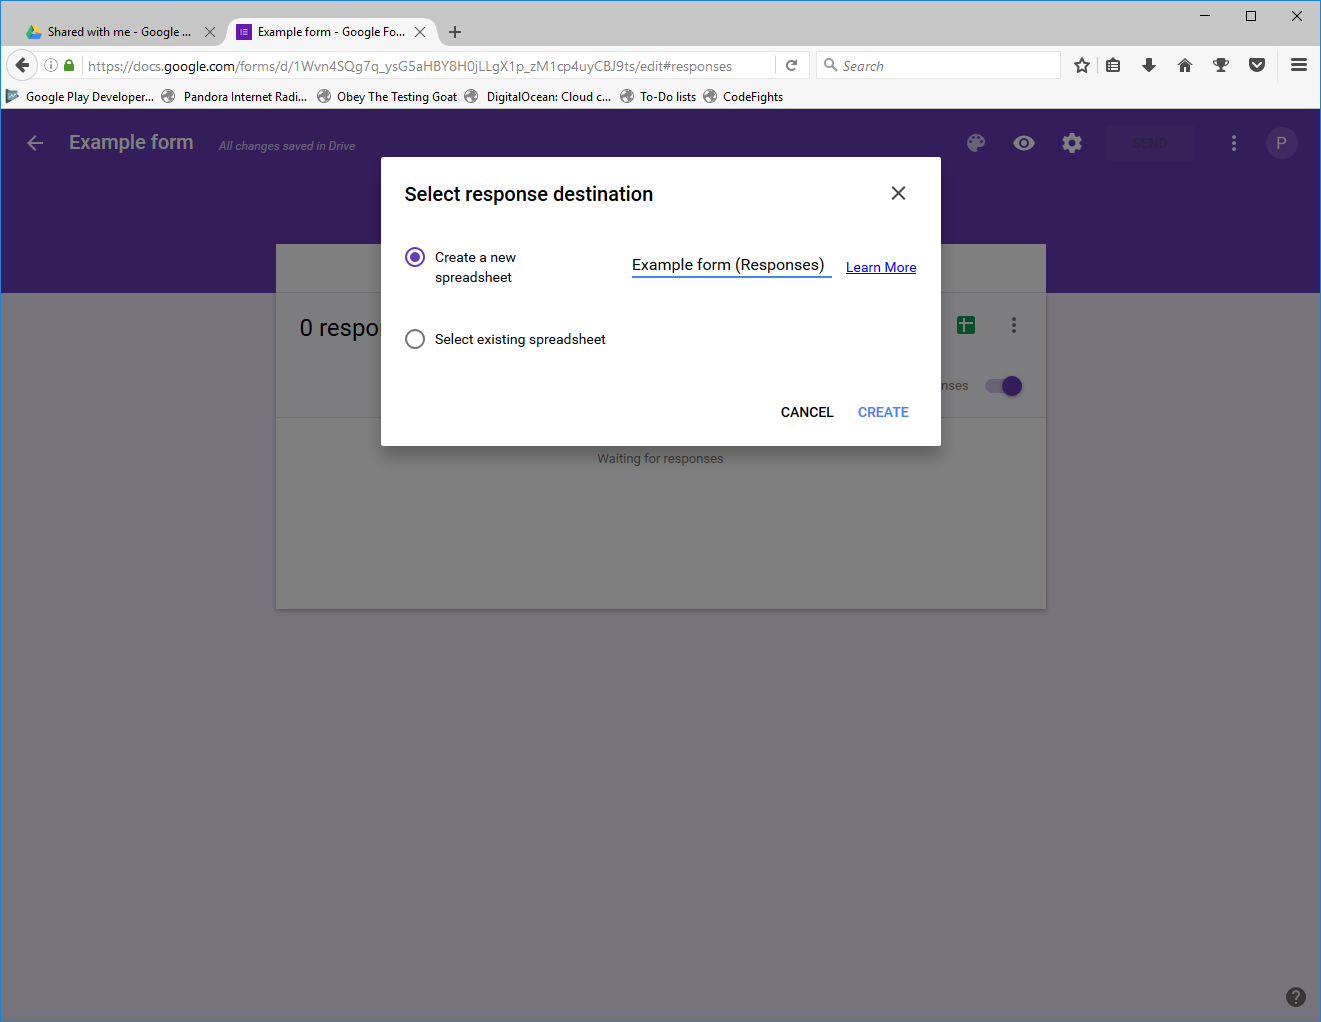 Shared with me - Google ...
Example form - Google Fo...
https://docs.google.com/forms/d/1Wvn4SQg7q_ysG5aHBY8H0jLLgX1p_zM1cp4uyCBJ9ts/edit#responses
Search
Google Play Developer... Pandora Internet Radi... Obey The Testing Goat DigitalOcean: Cloud c... To-Do lists CodeFights
Example form All changes saved in Drive SEND P
Select response destination
Create a new
spreadsheet
Example form (Responses) Learn More
0 respo
Select existing spreadsheet
nses
CANCEL CREATE
Waiting for responses